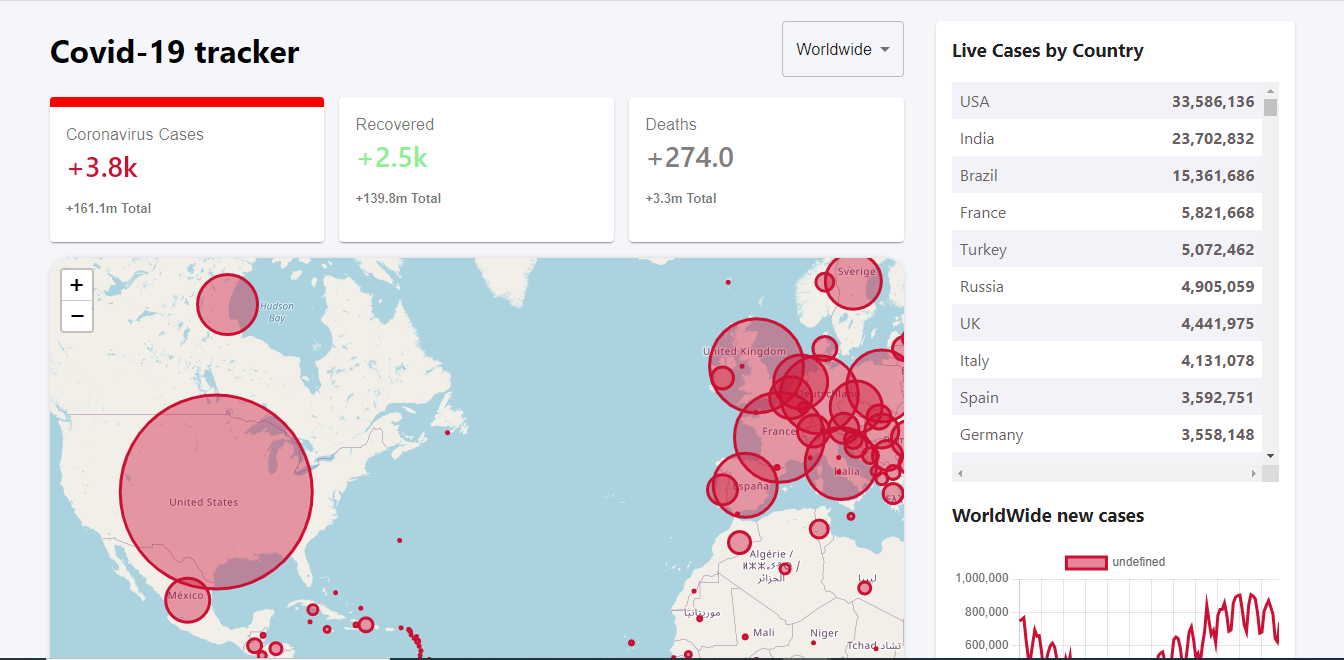 Covid-19 tracker
Worldwide
Coronavirus Cases
+3.8k
+161.1m Total
Recovered
+2.5k
+139.8m Total
Deaths
+274.0
+3.3m Total
+
−
Hudson
Bay
United States
México
Sverige
United Kingdom
Deutschland
France
España
Italia
Algérie /
الجزائر
ليبيا
موريتانيا
Mali
Niger
Tchad تشاد
Live Cases by Country
USA 33,586,136
India 23,702,832
Brazil 15,361,686
France 5,821,668
Turkey 5,072,462
Russia 4,905,059
UK 4,441,975
Italy 4,131,078
Spain 3,592,751
Germany 3,558,148
WorldWide new cases
undefined
1,000,000
800,000
600,000